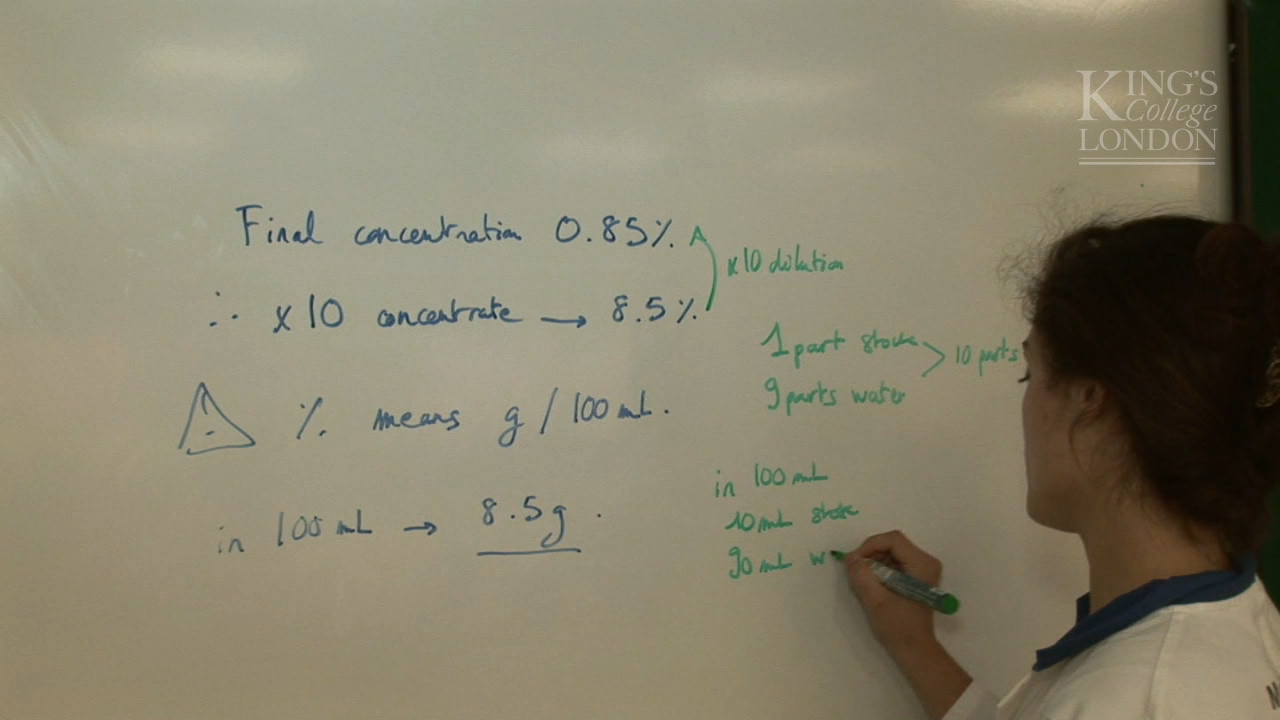 KING'S
College
LONDON
Final concentration 0.85%.
x10 dilution
∴ x10 concentrate → 8.5%.
1 part stock
10 parts
9 parts water
% means g / 100 mL.
in 100 mL → 8.5g.
in 100 mL
10 mL stock
90 mL w